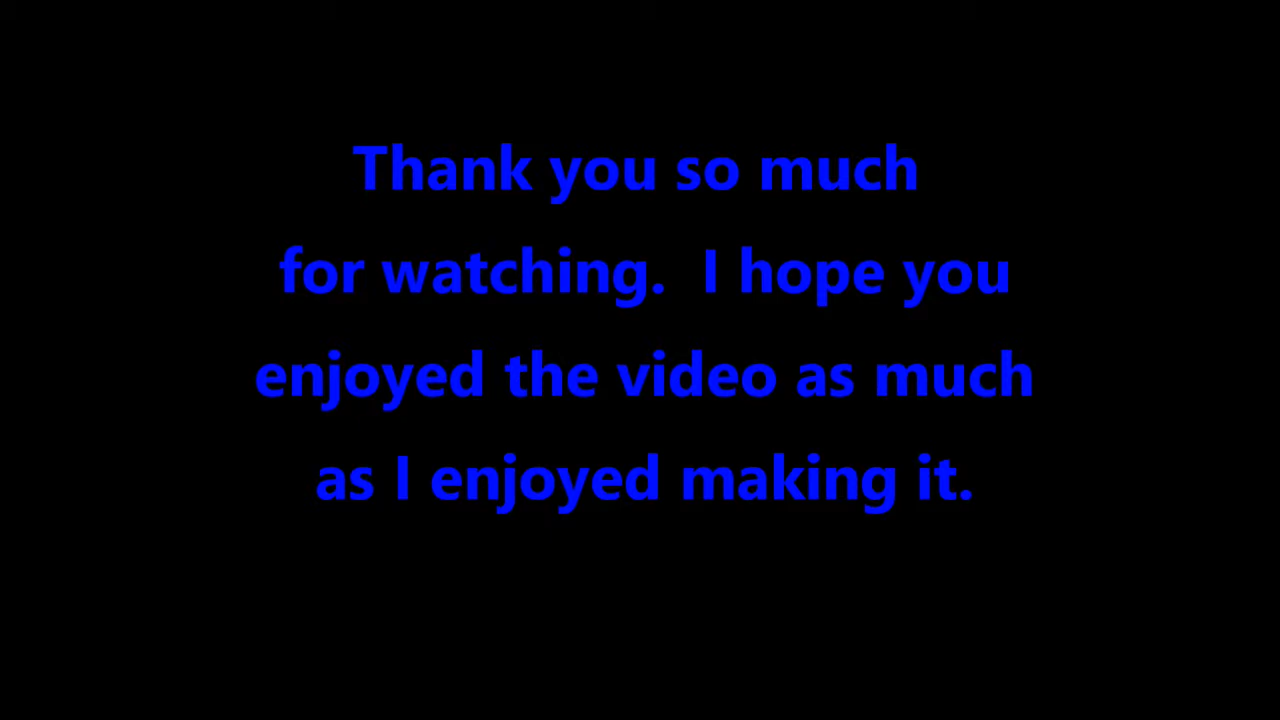 Thank you so much
for watching.  I hope you
enjoyed the video as much
as I enjoyed making it.